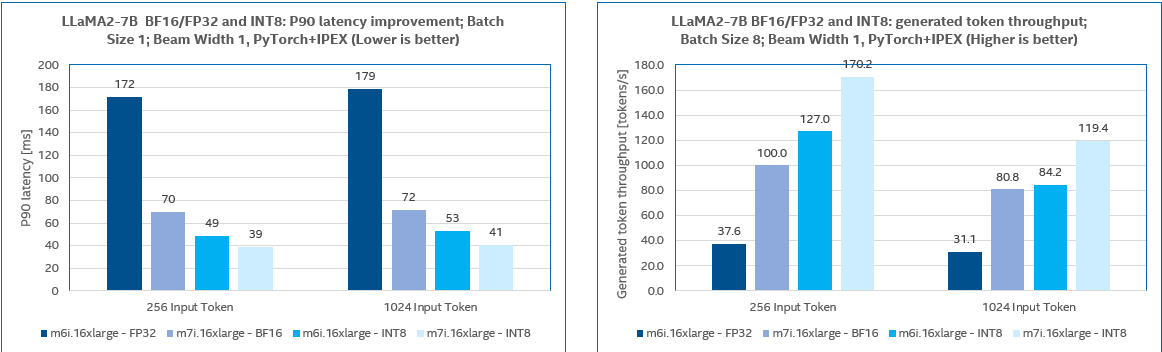 LLaMA2-7B BF16/FP32 and INT8: P90 latency improvement; Batch
Size 1; Beam Width 1, PyTorch+IPEX (Lower is better)
P90 latency [ms]
200
180
160
140
120
100
80
60
40
20
0
172
70
49
39
179
72
53
41
256 Input Token
1024 Input Token
m6i.16xlarge - FP32
m7i.16xlarge - BF16
m6i.16xlarge - INT8
m7i.16xlarge - INT8
LLaMA2-7B BF16/FP32 and INT8: generated token throughput;
Batch Size 8; Beam Width 1, PyTorch+IPEX (Higher is better)
Generated token throughput [tokens/s]
180.0
160.0
140.0
120.0
100.0
80.0
60.0
40.0
20.0
0.0
37.6
100.0
127.0
170.2
31.1
80.8
84.2
119.4
256 Input Token
1024 Input Token
m6i.16xlarge - FP32
m7i.16xlarge - BF16
m6i.16xlarge - INT8
m7i.16xlarge - INT8